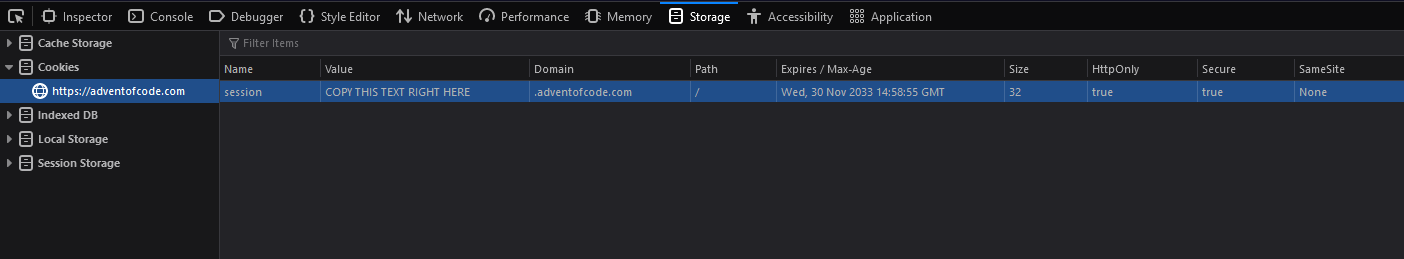 Inspector Console Debugger Style Editor Network Performance Memory Storage Accessibility Application
Cache Storage
Filter Items
Cookies
Name Value Domain Path Expires / Max-Age Size HttpOnly Secure SameSite
https://adventofcode.com
session COPY THIS TEXT RIGHT HERE .adventofcode.com / Wed, 30 Nov 2033 14:58:55 GMT 32 true true None
Indexed DB
Local Storage
Session Storage